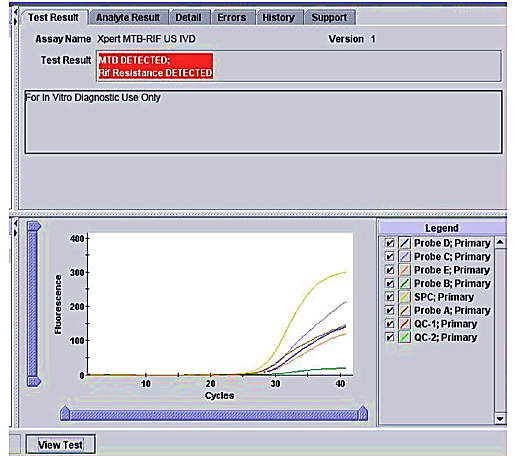 Test Result Analyte Result Detail Errors History Support
Assay Name Xpert MTB-RIF US IVD Version 1
Test Result MTB DETECTED;
Rif Resistance DETECTED
For In Vitro Diagnostic Use Only
Legend
400
300
200
100
0
Fluorescence
10 20 30 40
Cycles
Probe D; Primary
Probe C; Primary
Probe E; Primary
Probe B; Primary
SPC; Primary
Probe A; Primary
QC-1; Primary
QC-2; Primary
View Test